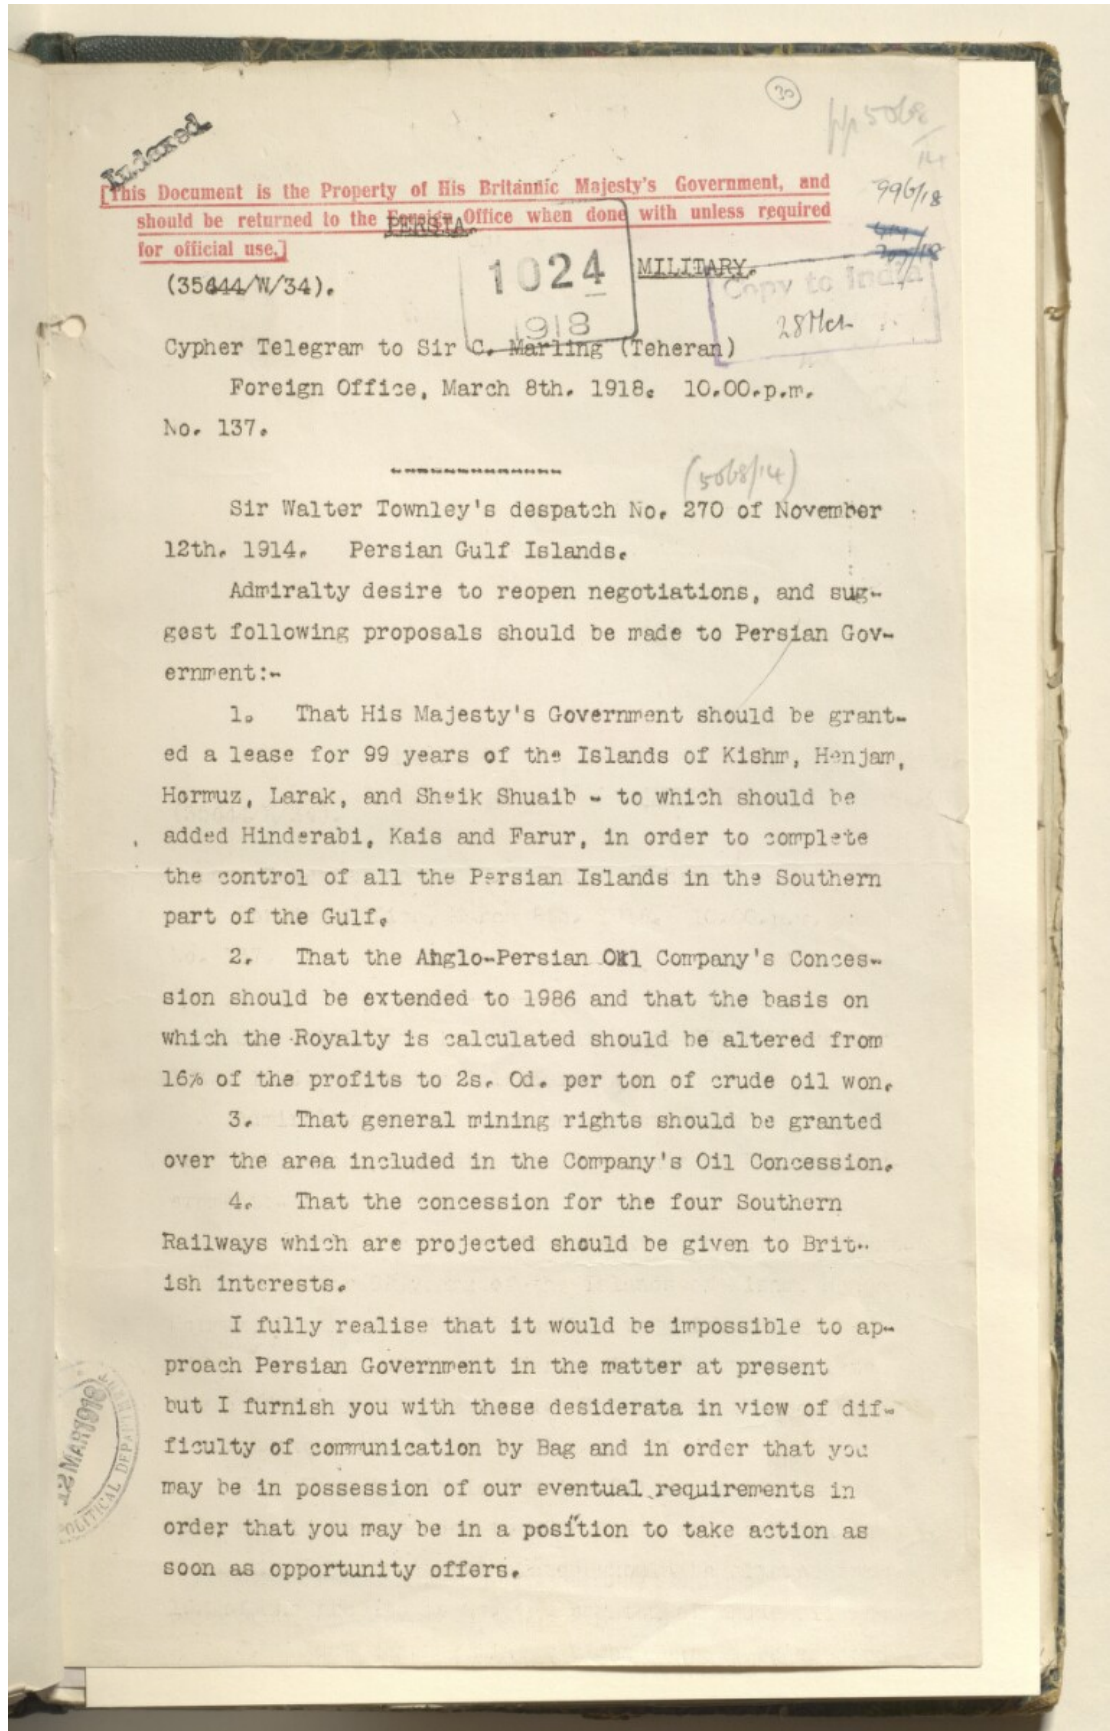 30
5068
14
Indexed
[This Document is the Property of His Britannic Majesty's Government, and
should be returned to the Foreign Office when done with unless required
for official use.]
996/18
PERSIA.
MILITARY.
1024
1918
Copy to India
28 Mch
(35644/W/34).
Cypher Telegram to Sir C. Marling (Teheran)
Foreign Office, March 8th. 1918. 10.00.p.m.
No. 137.
(5068/14)
Sir Walter Townley's despatch No. 270 of November
12th. 1914. Persian Gulf Islands.
Admiralty desire to reopen negotiations, and sug-
gest following proposals should be made to Persian Gov-
ernment:-
1. That His Majesty's Government should be grant-
ed a lease for 99 years of the Islands of Kishm, Henjam,
Hormuz, Larak, and Sheik Shuaib - to which should be
added Hinderabi, Kais and Farur, in order to complete
the control of all the Persian Islands in the Southern
part of the Gulf.
2. That the Anglo-Persian Oil Company's Conces-
sion should be extended to 1986 and that the basis on
which the Royalty is calculated should be altered from
16% of the profits to 2s. 0d. per ton of crude oil won.
3. That general mining rights should be granted
over the area included in the Company's Oil Concession.
4. That the concession for the four Southern
Railways which are projected should be given to Brit-
ish interests.
I fully realise that it would be impossible to ap-
proach Persian Government in the matter at present
but I furnish you with these desiderata in view of dif-
ficulty of communication by Bag and in order that you
may be in possession of our eventual requirements in
order that you may be in a position to take action as
soon as opportunity offers.
12 MAR 1918
POLITICAL DEPA